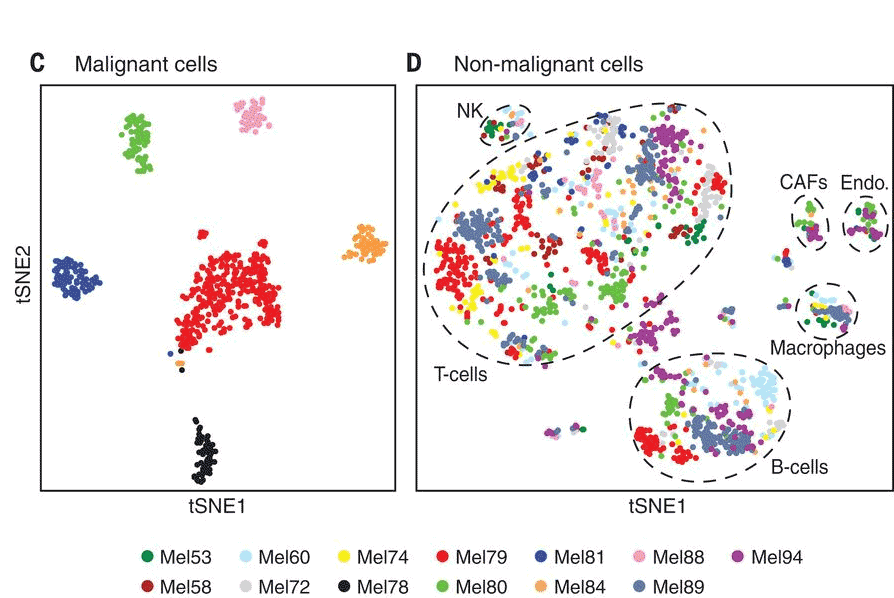 C Malignant cells
D Non-malignant cells
NK
CAFs Endo.
tSNE2
Macrophages
T-cells
B-cells
tSNE1
tSNE1
Mel53 Mel60 Mel74 Mel79 Mel81 Mel88 Mel94
Mel58 Mel72 Mel78 Mel80 Mel84 Mel89